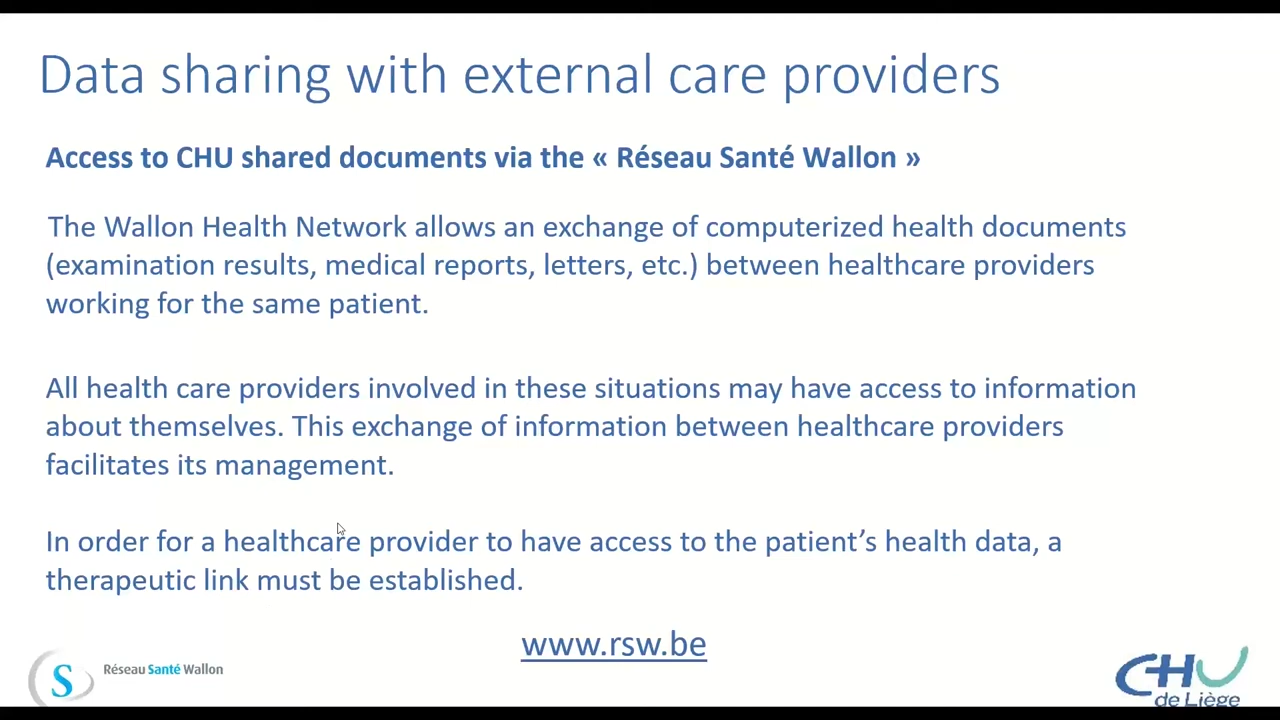 Data sharing with external care providers
Access to CHU shared documents via the « Réseau Santé Wallon »
The Wallon Health Network allows an exchange of computerized health documents
(examination results, medical reports, letters, etc.) between healthcare providers
working for the same patient.
All health care providers involved in these situations may have access to information
about themselves. This exchange of information between healthcare providers
facilitates its management.
In order for a healthcare provider to have access to the patient’s health data, a
therapeutic link must be established.
www.rsw.be
S
Réseau Santé Wallon
CHU
de Liège